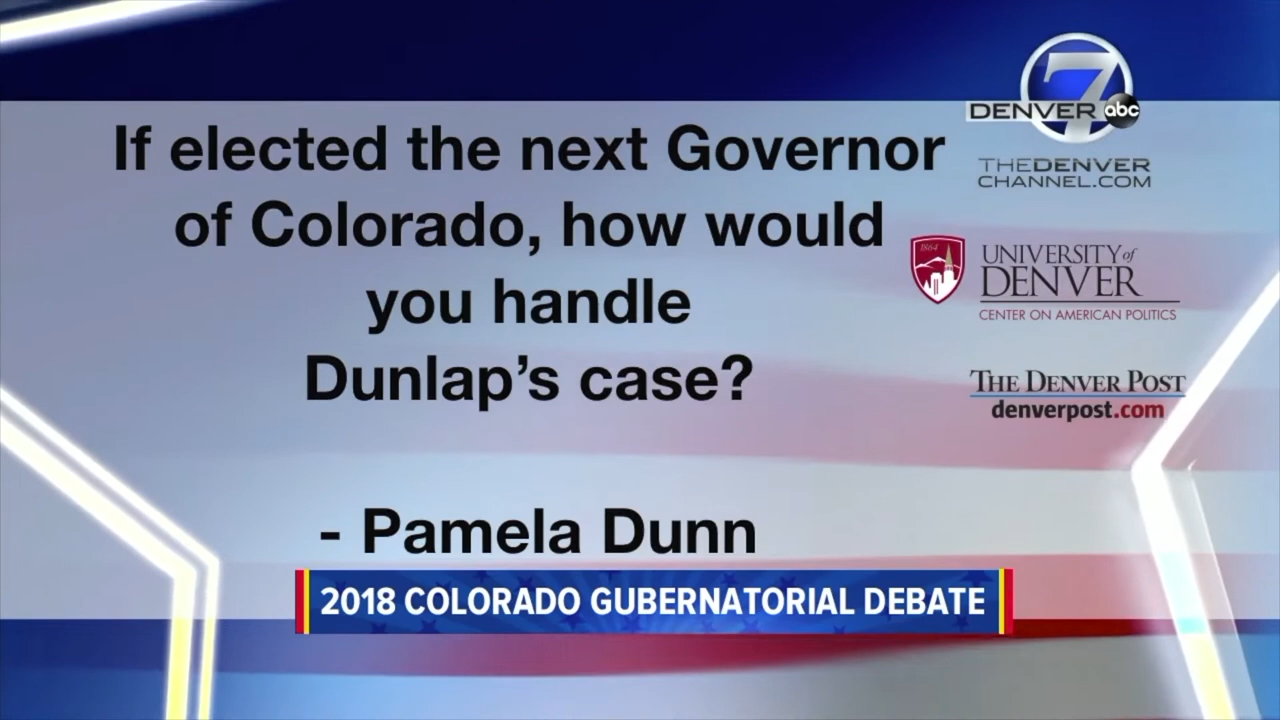 If elected the next Governor
of Colorado, how would
you handle
Dunlap’s case?
- Pamela Dunn
2018 COLORADO GUBERNATORIAL DEBATE
7
DENVER abc
THEDENVER
CHANNEL.COM
1864
UNIVERSITY of
DENVER
CENTER ON AMERICAN POLITICS
THE DENVER POST
denverpost.com